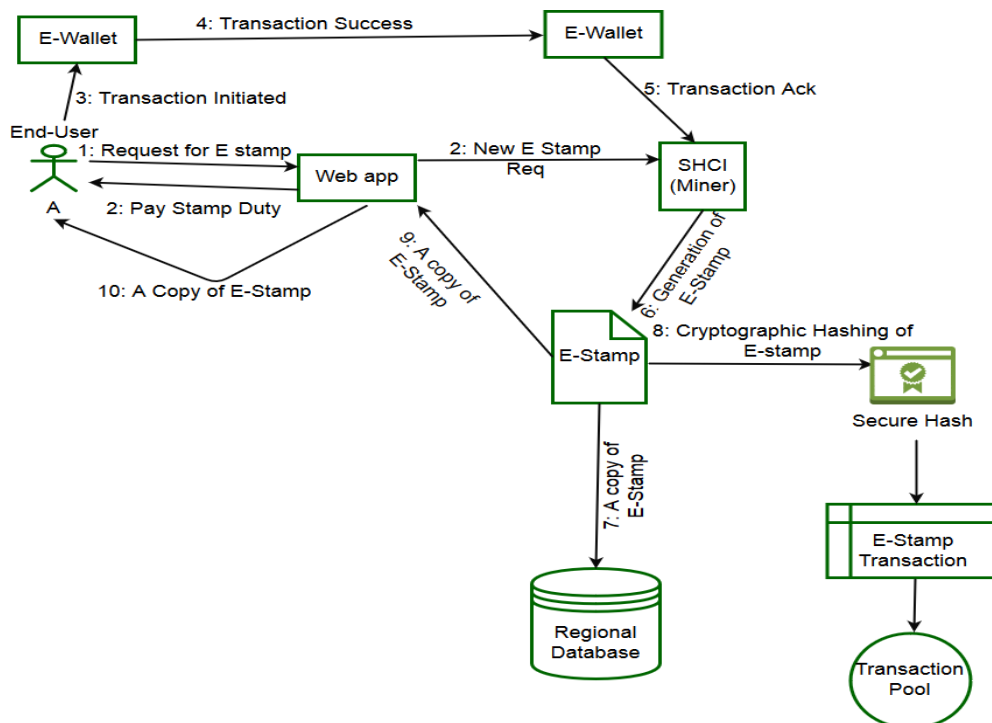 4: Transaction Success
E-Wallet
E-Wallet
3: Transaction Initiated
5: Transaction Ack
End-User
1: Request for E stamp
2: New E Stamp
Req
Web app
SHCI
(Miner)
2: Pay Stamp Duty
A
10: A Copy of E-Stamp
9: A copy of
E-Stamp
6: Generation of
E-Stamp
8: Cryptographic Hashing of
E-stamp
E-Stamp
Secure Hash
7: A copy of
E-Stamp
E-Stamp
Transaction
Regional
Database
Transaction
Pool